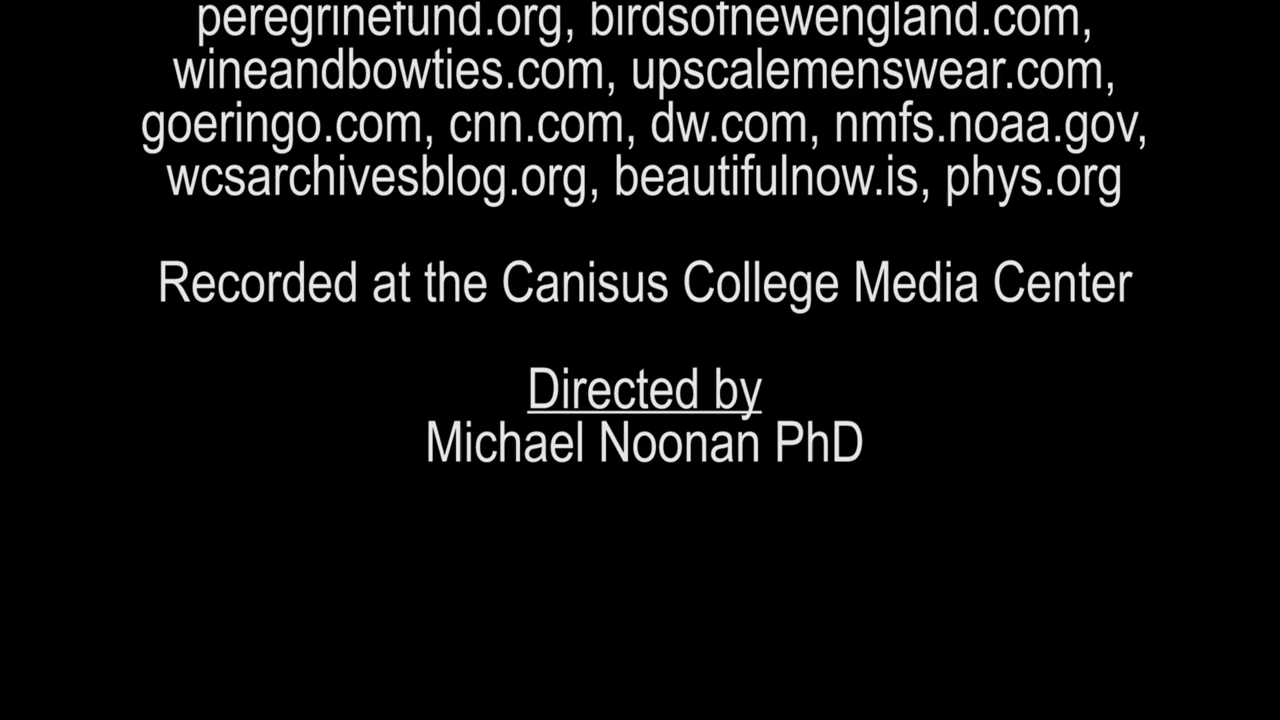 peregrinefund.org, birdsofnewengland.com,
wineandbowties.com, upscalemenswear.com,
goeringo.com, cnn.com, dw.com, nmfs.noaa.gov,
wcsarchivesblog.org, beautifulnow.is, phys.org
Recorded at the Canisus College Media Center
Directed by
Michael Noonan PhD